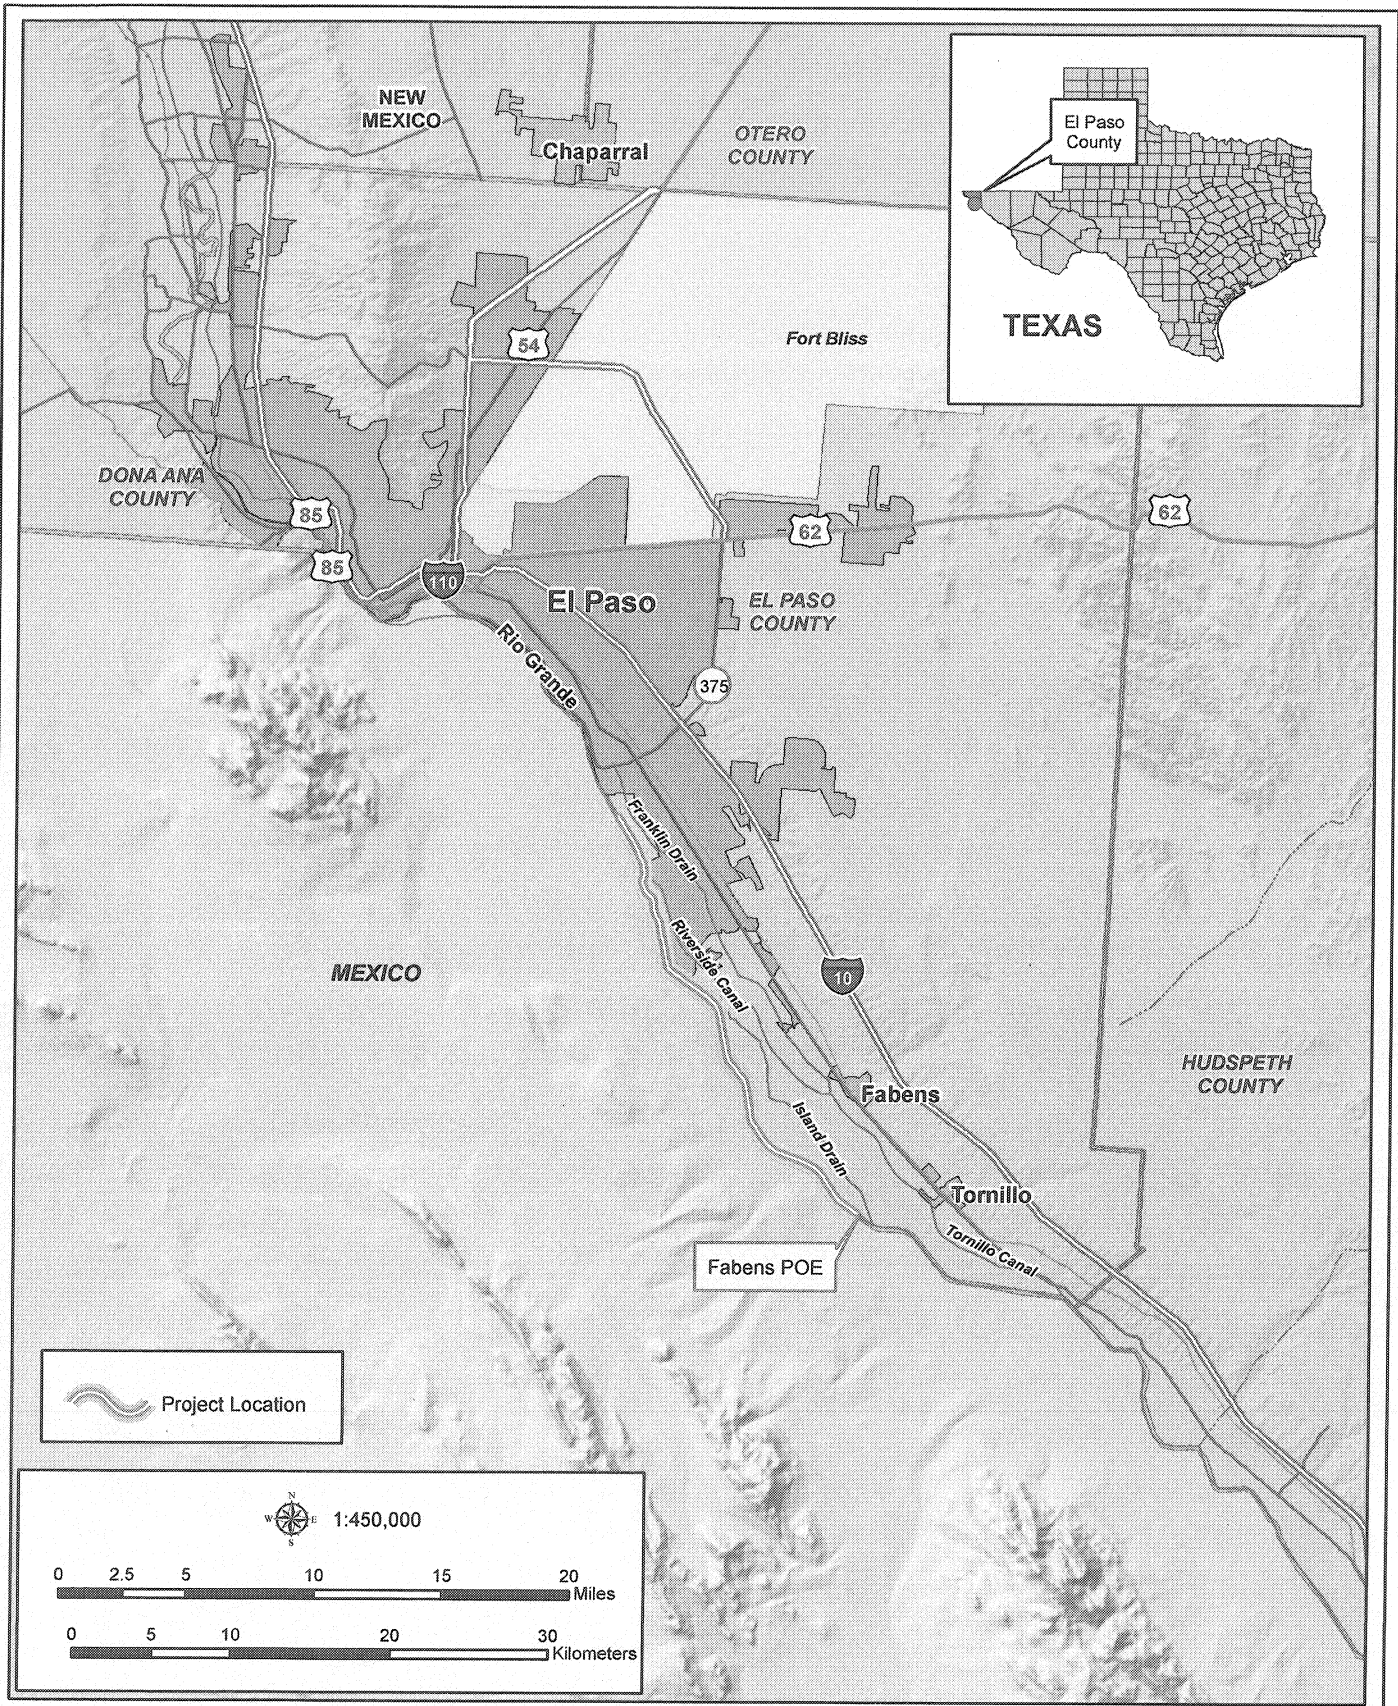 NEW
MEXICO
Chaparral
OTERO
COUNTY
El Paso
County
TEXAS
54
Fort Bliss
DONA ANA
COUNTY
85
62
62
85
110
El Paso
EL PASO
COUNTY
Rio Grande
375
Franklin Drain
Riverside Canal
MEXICO
10
HUDSPETH
COUNTY
Fabens
Island Drain
Tornillo
Tornillo Canal
Fabens POE
Project Location
N
W E
S
1:450,000
0 2.5 5 10 15 20
Miles
0 5 10 20 30
Kilometers